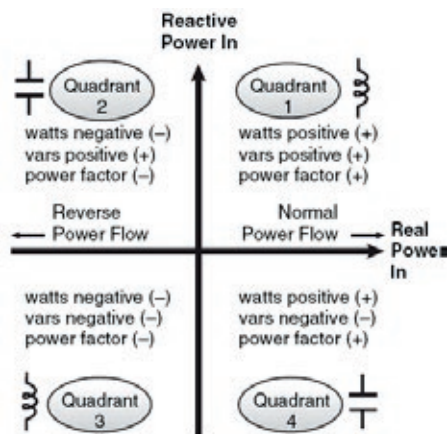 Reactive
Power In
Quadrant
2
watts negative (–)
vars positive (+)
power factor (–)
Quadrant
1
watts positive (+)
vars positive (+)
power factor (+)
Reverse
Power Flow
Normal
Power Flow
Real
Power
In
watts negative (–)
vars negative (–)
power factor (–)
Quadrant
3
watts positive (+)
vars negative (–)
power factor (+)
Quadrant
4